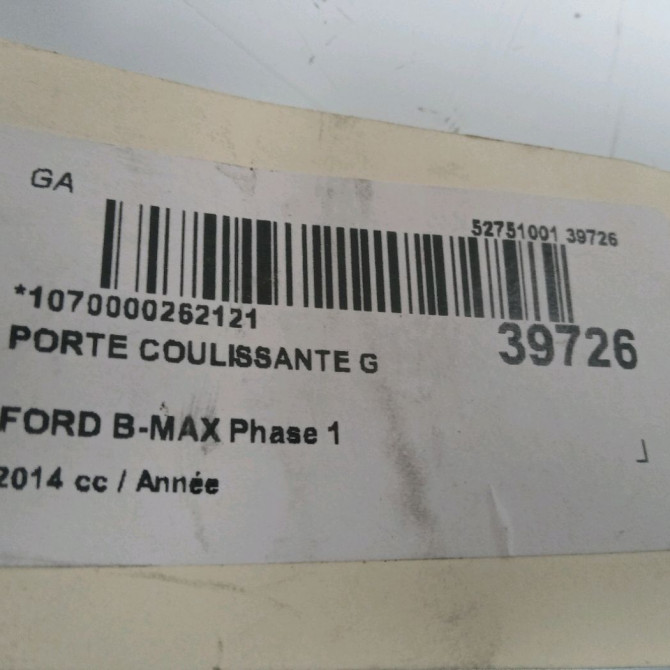 GA
52751001 39726
*1070000262121
39726
PORTE COULISSANTE G
FORD B-MAX Phase 1
2014 cc / Année